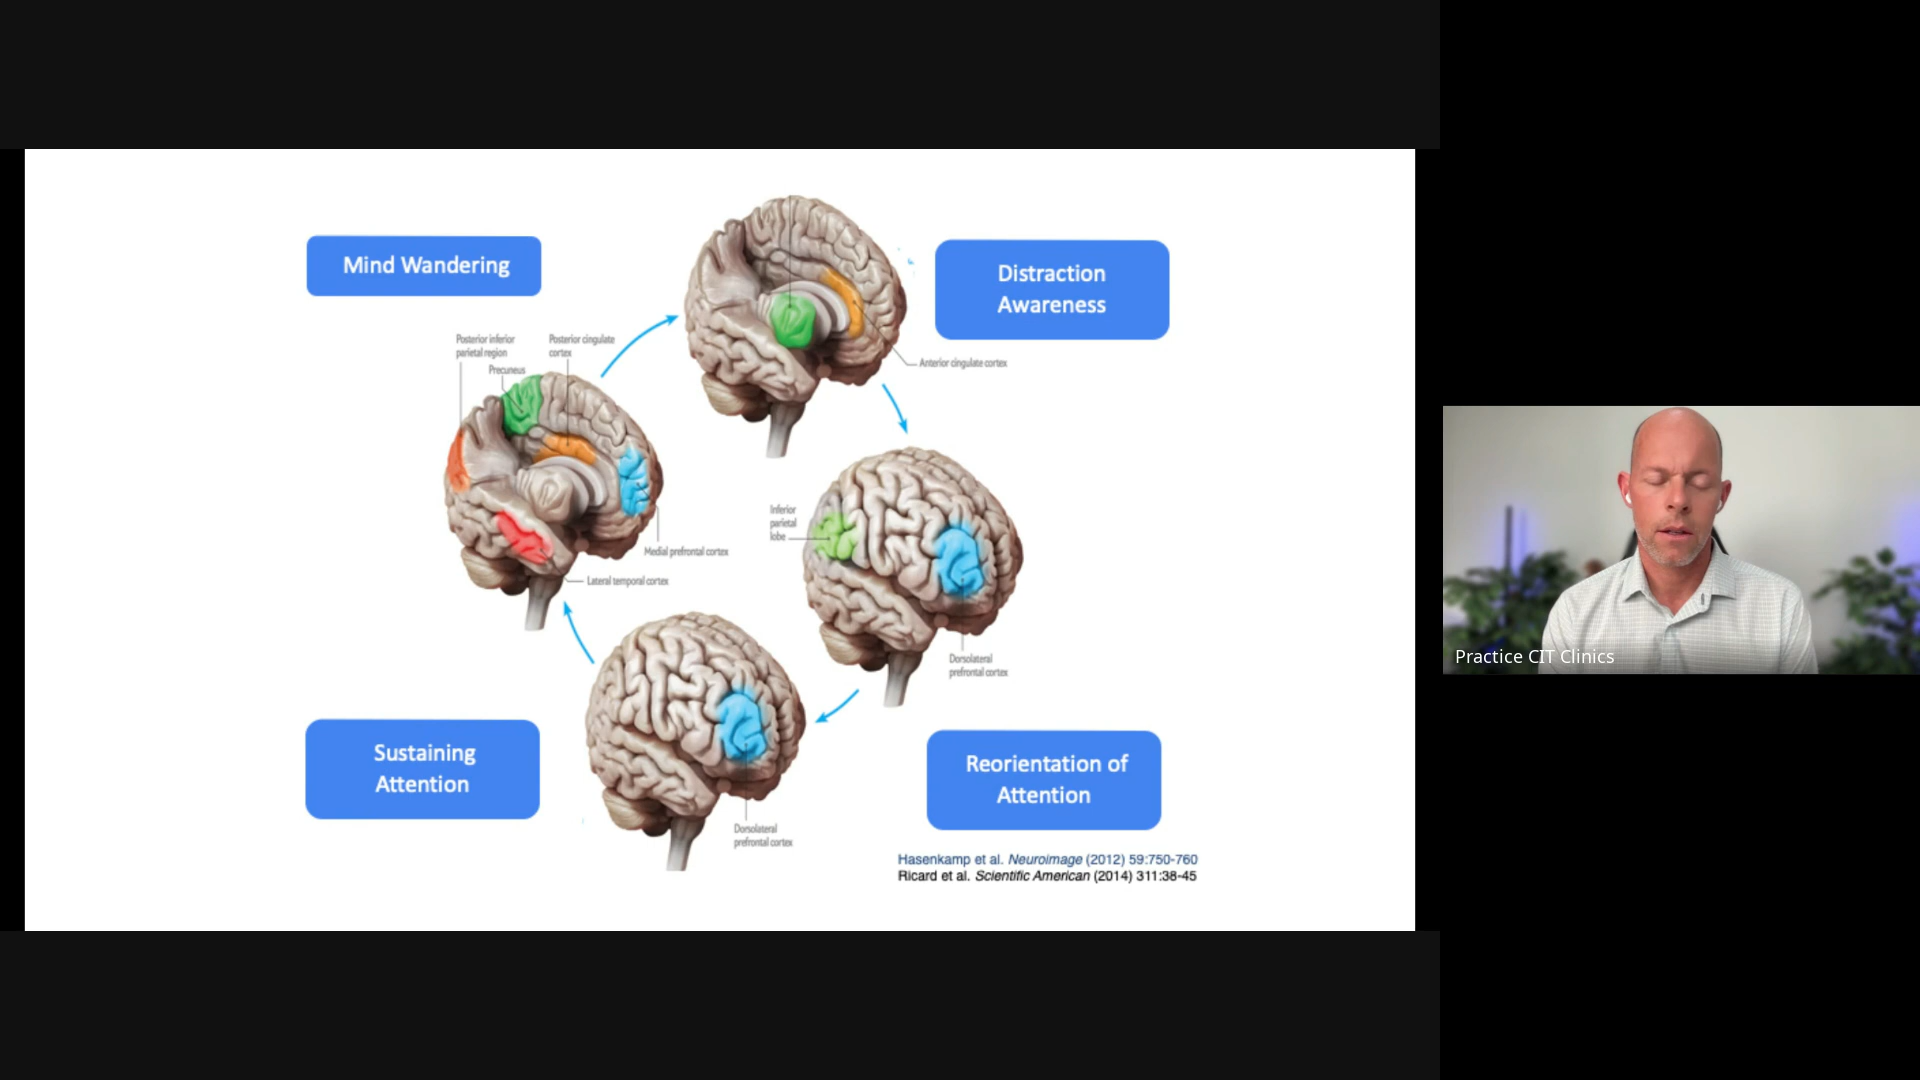 Mind Wandering
Distraction
Awareness
Posterior inferior
parietal region
Posterior cingulate
cortex
Precuneus
Anterior cingulate cortex
Medial prefrontal cortex
Lateral temporal cortex
Inferior
parietal
lobe
Dorsolateral
prefrontal cortex
Sustaining
Attention
Reorientation of
Attention
Dorsolateral
prefrontal cortex
Hasenkamp et al. Neuroimage (2012) 59:750-760
Ricard et al. Scientific American (2014) 311:38-45
Practice CIT Clinics